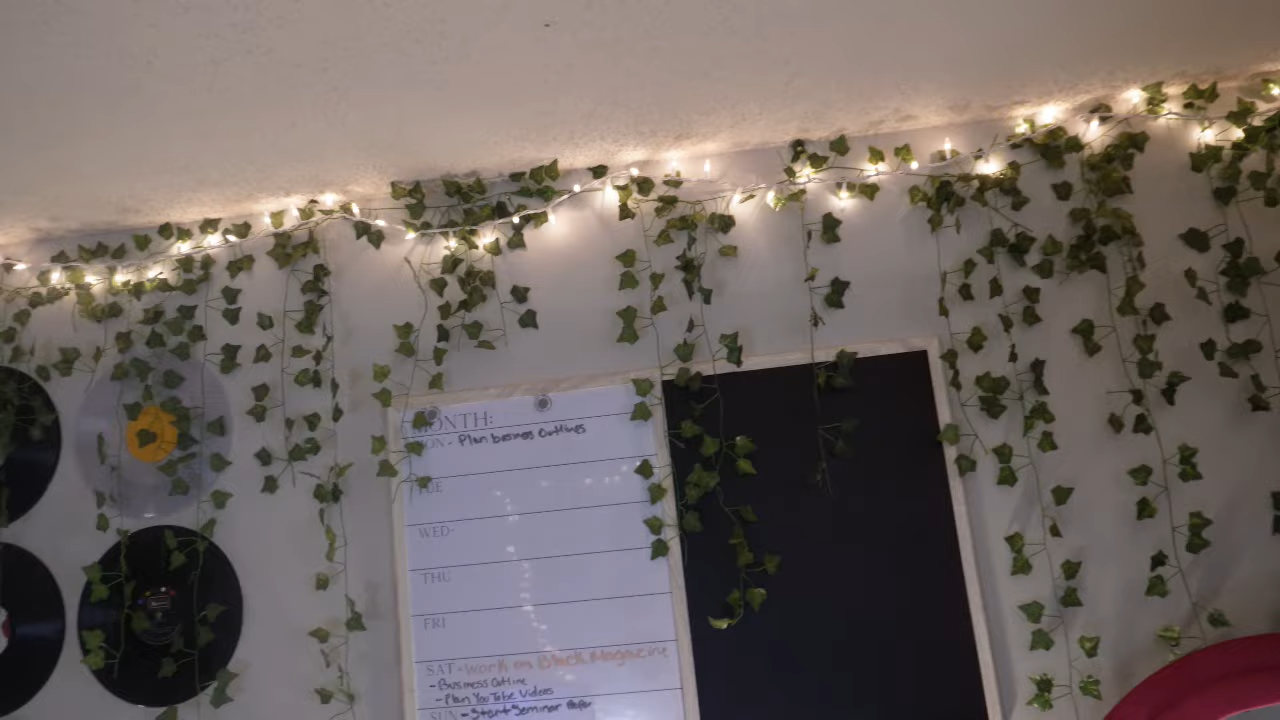 MONTH:
MON - Plan business Outlines
TUE
WED-
THU
FRI
SAT - Work on Black Magazine
- Business Outline
- Plan YouTube Videos
SUN - Start Seminar Paper